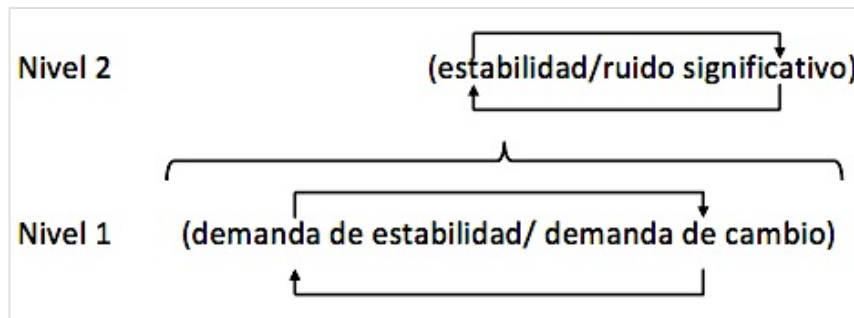 Nivel 2 (estabilidad/ruido significativo)
Nivel 1 (demanda de estabilidad/ demanda de cambio)